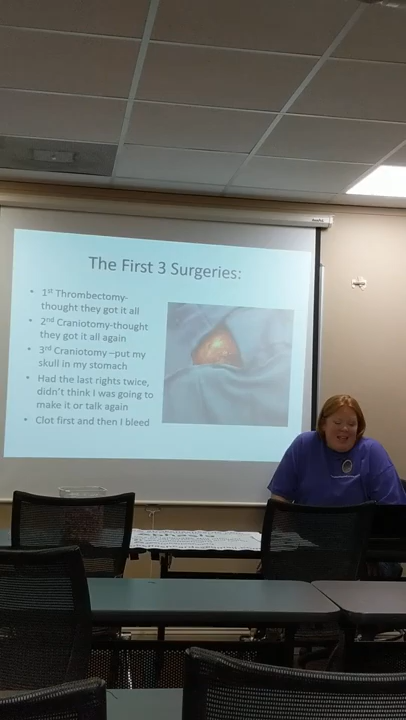 The First 3 Surgeries:
• 1st Thrombectomy-
thought they got it all
• 2nd Craniotomy-thought
they got it all again
• 3rd Craniotomy –put my
skull in my stomach
• Had the last rights twice,
didn't think I was going to
make it or talk again
• Clot first and then I bleed